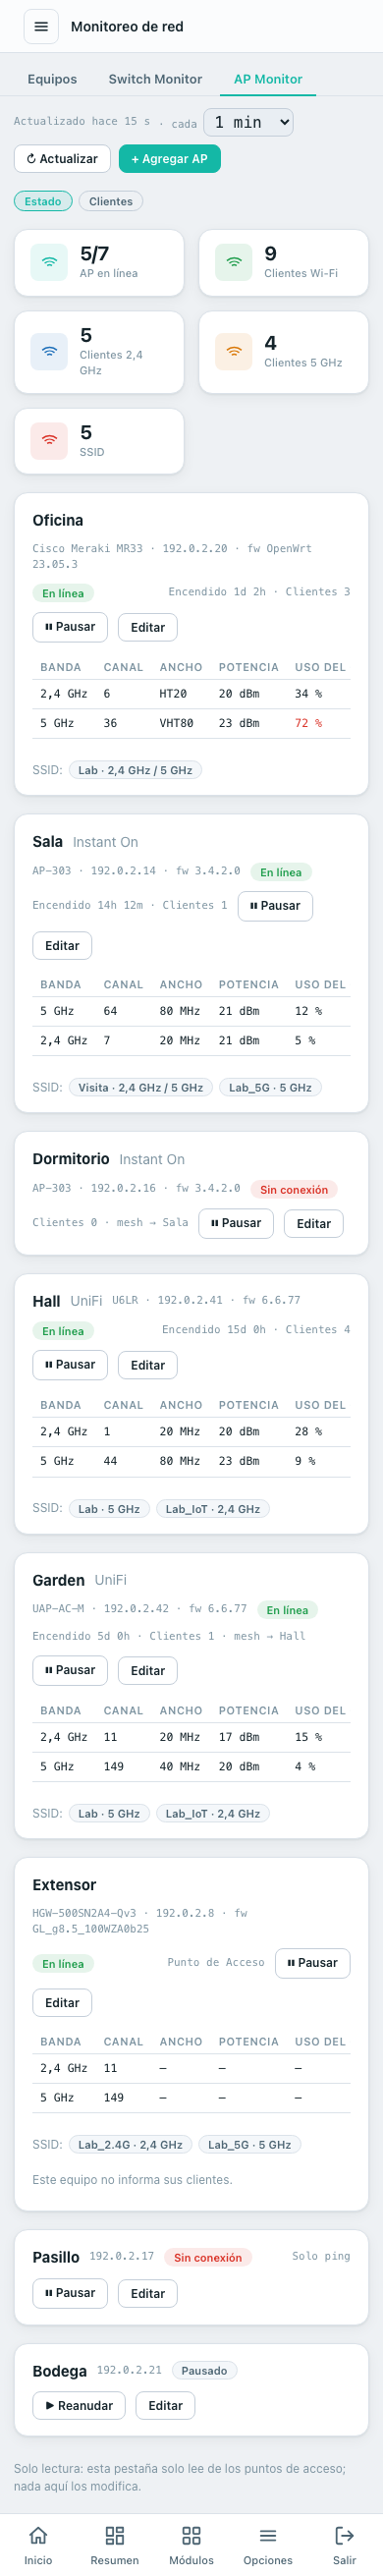 Monitoreo de red
Equipos Switch Monitor AP Monitor
Actualizado hace 15 s · cada 1 min
↻ Actualizar + Agregar AP
Estado Clientes
5/7
AP en línea
9
Clientes Wi-Fi
5
Clientes 2,4
GHz
4
Clientes 5 GHz
5
SSID
Oficina
Cisco Meraki MR33 · 192.0.2.20 · fw OpenWrt
23.05.3
En línea Encendido 1d 2h · Clientes 3
Pausar Editar
BANDA CANAL ANCHO POTENCIA USO DEL
2,4 GHz 6 HT20 20 dBm 34 %
5 GHz 36 VHT80 23 dBm 72 %
SSID: Lab · 2,4 GHz / 5 GHz
Sala Instant On
AP-303 · 192.0.2.14 · fw 3.4.2.0 En línea
Encendido 14h 12m · Clientes 1 Pausar
Editar
BANDA CANAL ANCHO POTENCIA USO DEL
5 GHz 64 80 MHz 21 dBm 12 %
2,4 GHz 7 20 MHz 21 dBm 5 %
SSID: Visita · 2,4 GHz / 5 GHz Lab_5G · 5 GHz
Dormitorio Instant On
AP-303 · 192.0.2.16 · fw 3.4.2.0 Sin conexión
Clientes 0 · mesh → Sala Pausar Editar
Hall UniFi U6LR · 192.0.2.41 · fw 6.6.77
En línea Encendido 15d 0h · Clientes 4
Pausar Editar
BANDA CANAL ANCHO POTENCIA USO DEL
2,4 GHz 1 20 MHz 20 dBm 28 %
5 GHz 44 80 MHz 23 dBm 9 %
SSID: Lab · 5 GHz Lab_IoT · 2,4 GHz
Garden UniFi
UAP-AC-M · 192.0.2.42 · fw 6.6.77 En línea
Encendido 5d 0h · Clientes 1 · mesh → Hall
Pausar Editar
BANDA CANAL ANCHO POTENCIA USO DEL
2,4 GHz 11 20 MHz 17 dBm 15 %
5 GHz 149 40 MHz 20 dBm 4 %
SSID: Lab · 5 GHz Lab_IoT · 2,4 GHz
Extensor
HGW-500SN2A4-Qv3 · 192.0.2.8 · fw
GL_g8.5_100WZA0b25
En línea Punto de Acceso Pausar
Editar
BANDA CANAL ANCHO POTENCIA USO DEL
2,4 GHz 11 — — —
5 GHz 149 — — —
SSID: Lab_2.4G · 2,4 GHz Lab_5G · 5 GHz
Este equipo no informa sus clientes.
Pasillo 192.0.2.17 Sin conexión Solo ping
Pausar Editar
Bodega 192.0.2.21 Pausado
Reanudar Editar
Solo lectura: esta pestaña solo lee de los puntos de acceso;
nada aquí los modifica.
Inicio Resumen Módulos Opciones Salir